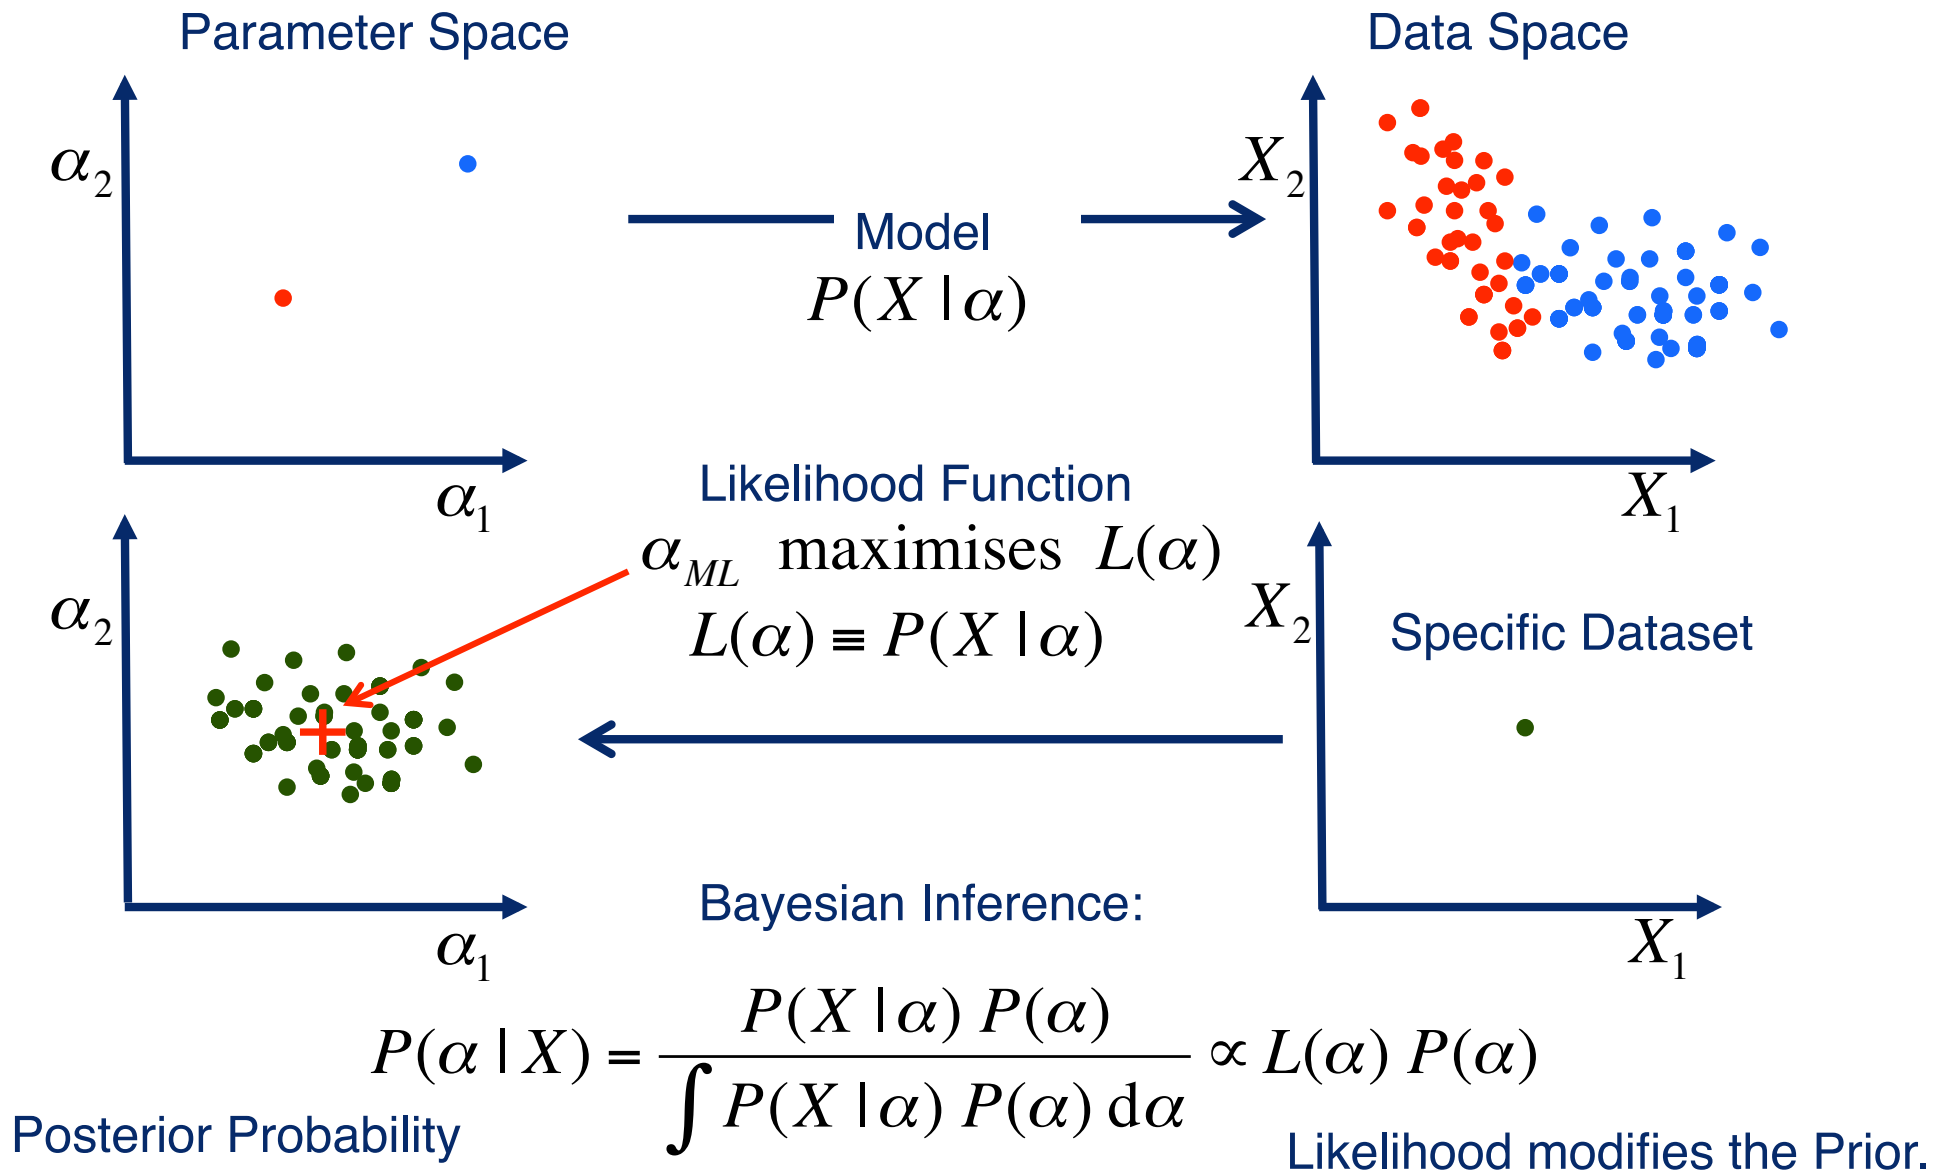 Parameter Space
Data Space
α₂
X₂
Model
P(X | α)
α₁
X₁
Likelihood Function
α_ML maximises L(α)
L(α) ≡ P(X | α)
α₂
X₂
Specific Dataset
α₁
X₁
Bayesian Inference:
P(α | X) = P(X | α) P(α) / ∫ P(X | α) P(α) dα ∝ L(α) P(α)
Posterior Probability
Likelihood modifies the Prior.